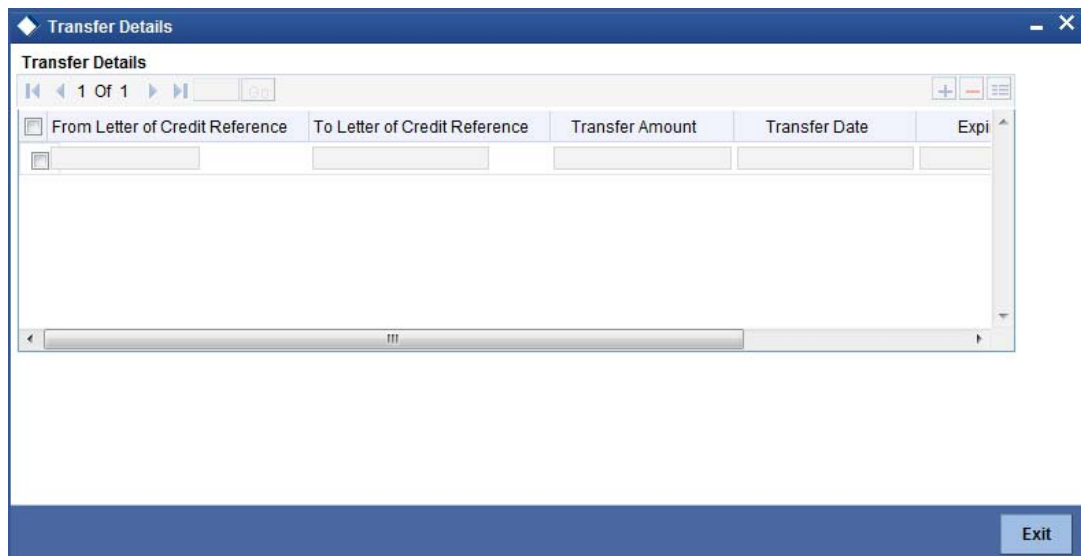 Transfer Details
Transfer Details
1 Of 1 Go
From Letter of Credit Reference To Letter of Credit Reference Transfer Amount Transfer Date Expi
Exit